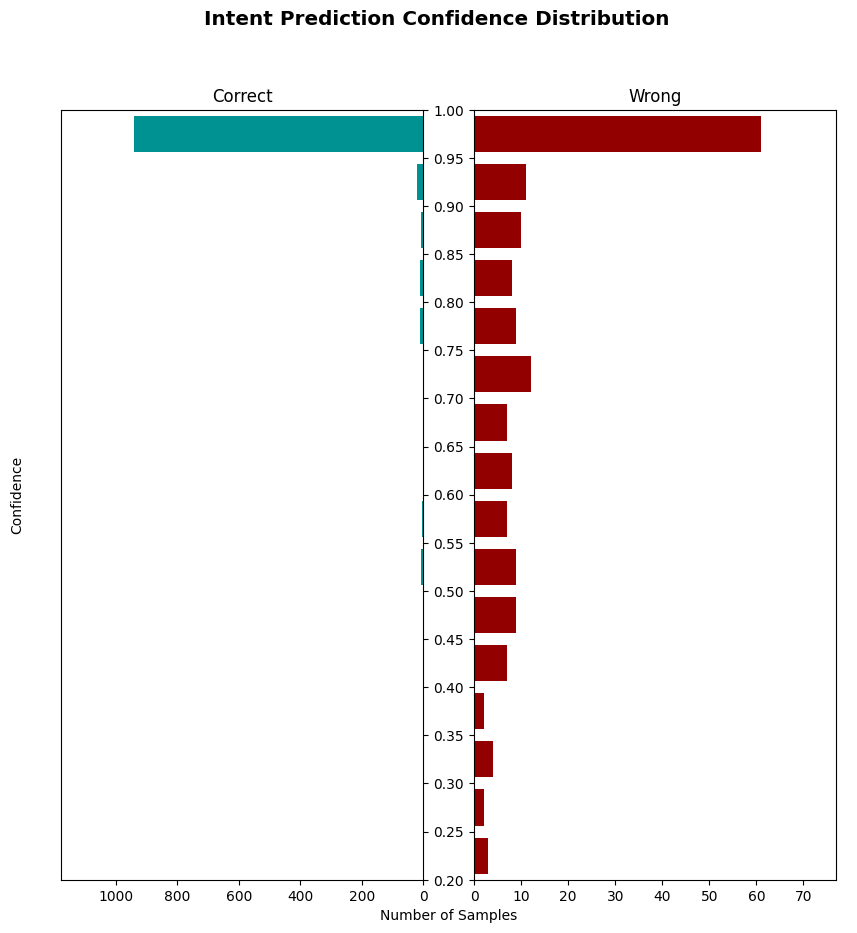 Intent Prediction Confidence Distribution
Correct
Wrong
1.00
0.95
0.90
0.85
0.80
0.75
0.70
0.65
0.60
0.55
0.50
0.45
0.40
0.35
0.30
0.25
0.20
Confidence
1000 800 600 400 200 0
0 10 20 30 40 50 60 70
Number of Samples